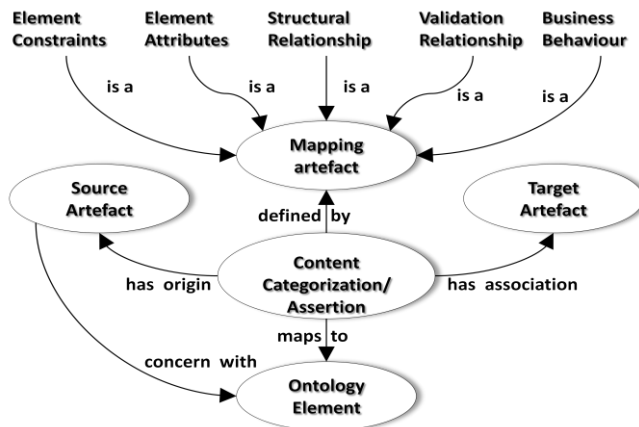 Element Constraints
Element Attributes
Structural Relationship
Validation Relationship
Business Behaviour
is a
is a
is a
is a
is a
Mapping artefact
Source Artefact
Target Artefact
defined by
Content Categorization/ Assertion
has origin
has association
maps to
concern with
Ontology Element